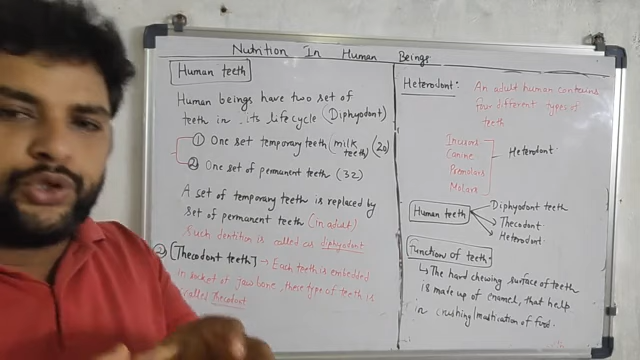 Nutrition In Human Beings
Human teeth
Human beings have two set of
teeth in its life cycle (Diphyodont)
① One set temporary teeth (milk teeth) (20)
② One set of permanent teeth (32)
A set of temporary teeth is replaced by
set of permanent teeth (in adult)
Such dentition is called as diphyodont
② [Thecodont teeth] → Each teeth is embedded
in socket of jaw bone, these type of teeth is
called Thecodont
Heterodont: An adult human contains
four different types of
teeth
Incisors
Canine
Premolars
Molars
Heterodont
Human teeth
Diphyodont teeth
Thecodont
Heterodont
Function of teeth:
↳ The hard chewing surface of teeth
is made up of enamel, that help
in crushing/mastication of food.